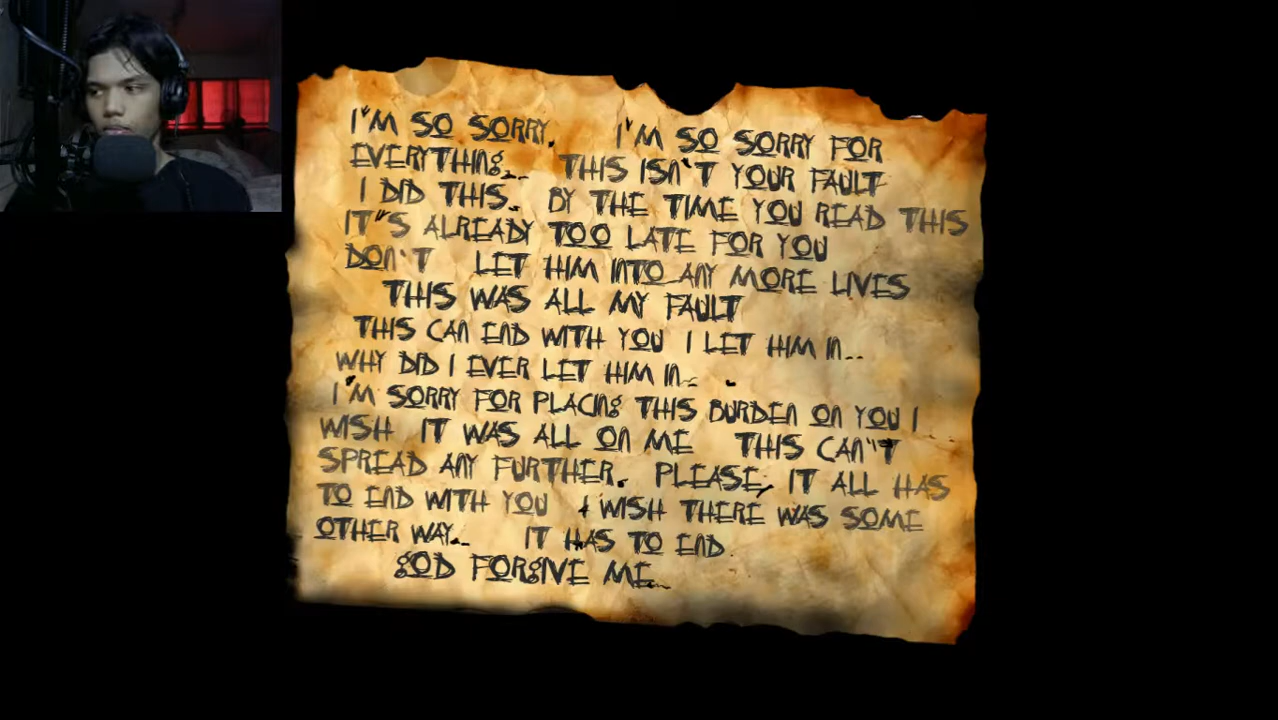 I'M SO SORRY. I'M SO SORRY FOR
EVERYTHING... THIS ISN'T YOUR FAULT
I DID THIS.. BY THE TIME YOU READ THIS
IT"S ALREADY TOO LATE FOR YOU
DON'T LET HIM INTO ANY MORE LIVES
THIS WAS ALL MY FAULT
THIS CAN END WITH YOU I LET HIM IN...
WHY DID I EVER LET HIM IN...
I'M SORRY FOR PLACING THIS BURDEN ON YOU I
WISH IT WAS ALL ON ME THIS CAN"T
SPREAD ANY FURTHER. PLEASE, IT ALL HAS
TO END WITH YOU I WISH THERE WAS SOME
OTHER WAY... IT HAS TO END.
GOD FORGIVE ME...